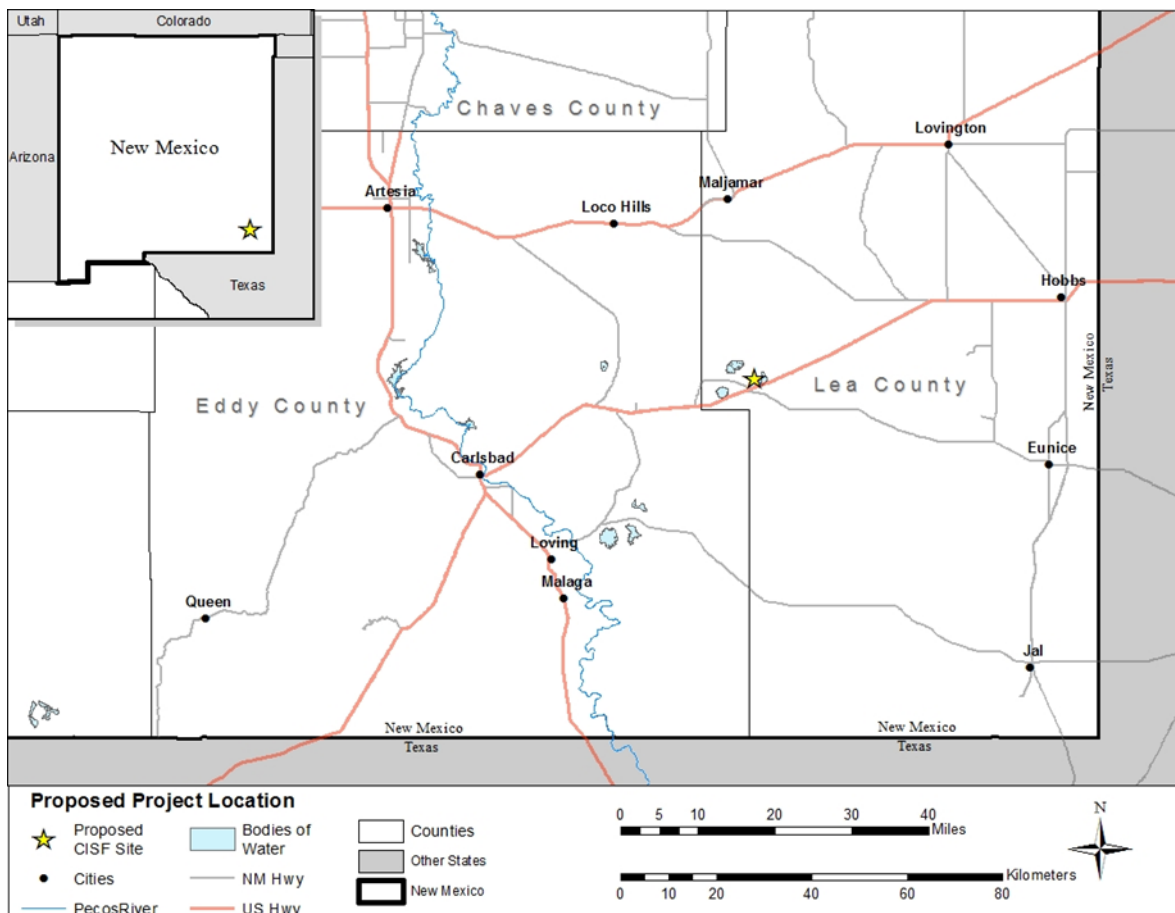 Utah
Colorado
Arizona
New Mexico
Texas
Chaves County
Lovington
Artesia
Maljamar
Loco Hills
Hobbs
New Mexico
Texas
Eddy County
Lea County
Carlsbad
Eunice
Loving
Malaga
Queen
Jal
New Mexico
Texas
New Mexico
Texas
Proposed Project Location
Proposed
CISF Site
Bodies of
Water
Counties
Other States
Cities
NM Hwy
New Mexico
PecosRiver
US Hwy
0 5 10 20 30 40
Miles
Kilometers
0 5 10 20 40 60 80
N